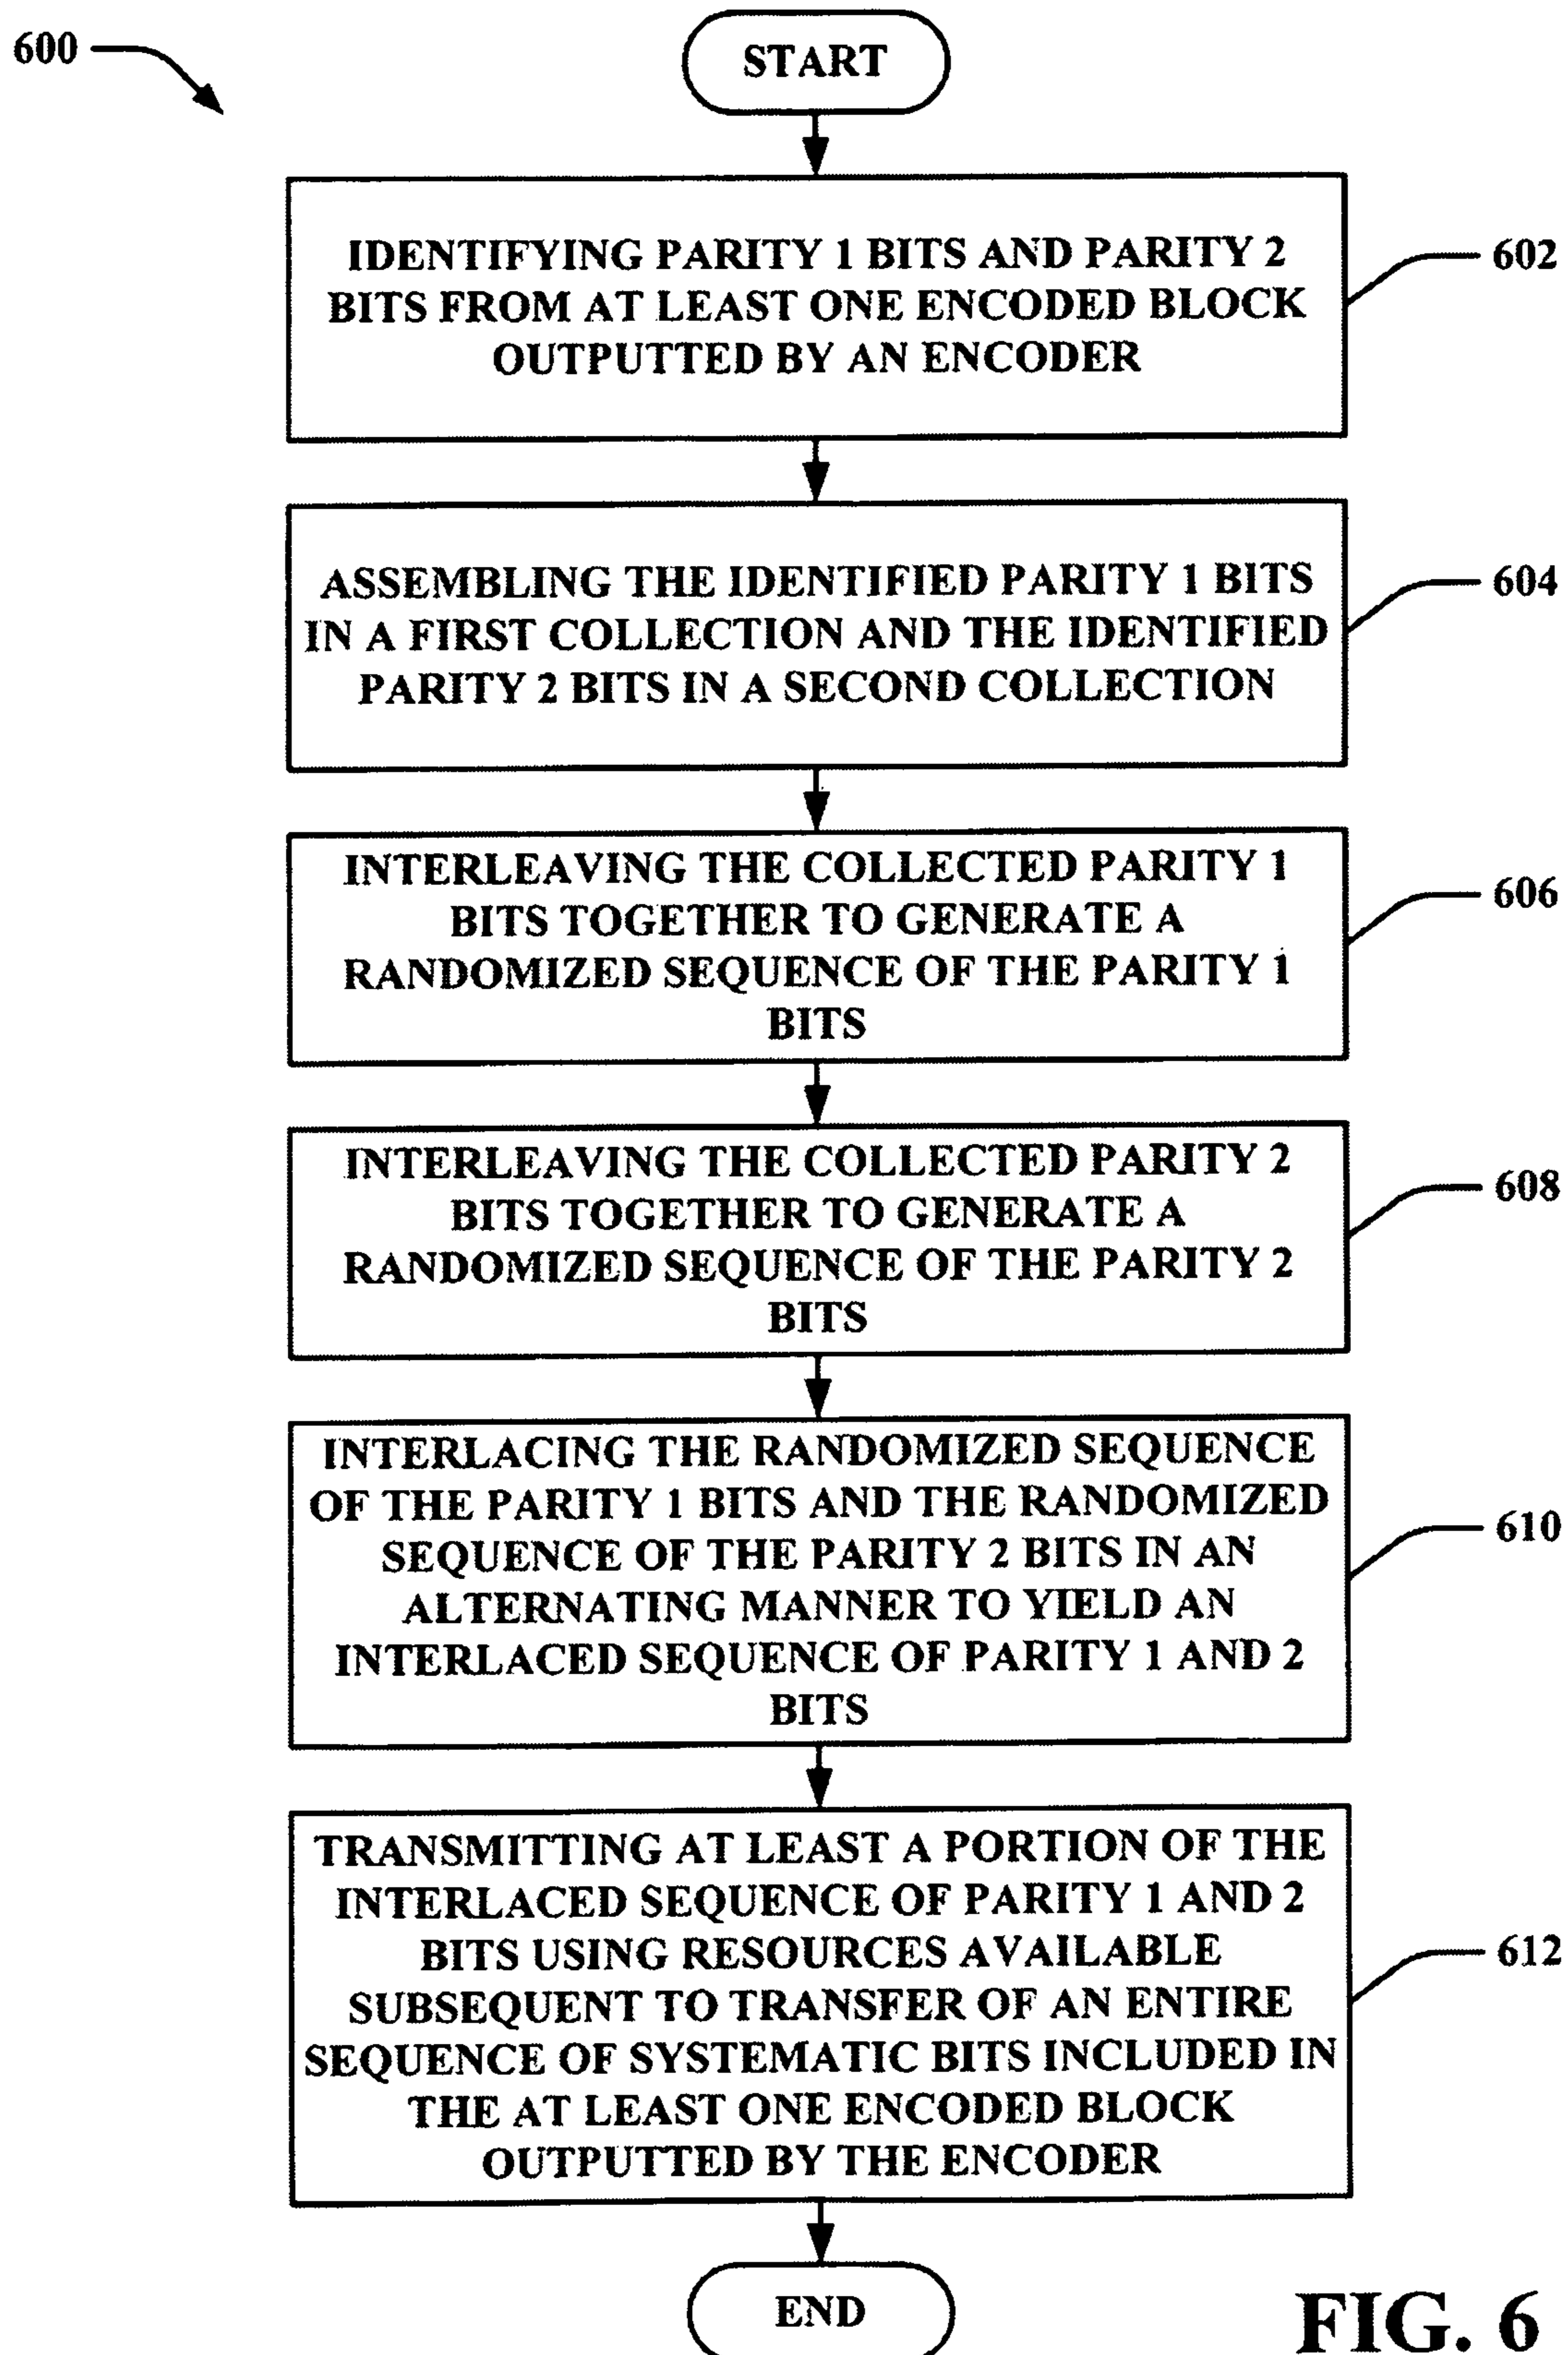 600
START
IDENTIFYING PARITY 1 BITS AND PARITY 2
BITS FROM AT LEAST ONE ENCODED BLOCK
OUTPUTTED BY AN ENCODER
602
ASSEMBLING THE IDENTIFIED PARITY 1 BITS
IN A FIRST COLLECTION AND THE IDENTIFIED
PARITY 2 BITS IN A SECOND COLLECTION
604
INTERLEAVING THE COLLECTED PARITY 1
BITS TOGETHER TO GENERATE A
RANDOMIZED SEQUENCE OF THE PARITY 1
BITS
606
INTERLEAVING THE COLLECTED PARITY 2
BITS TOGETHER TO GENERATE A
RANDOMIZED SEQUENCE OF THE PARITY 2
BITS
608
INTERLACING THE RANDOMIZED SEQUENCE
OF THE PARITY 1 BITS AND THE RANDOMIZED
SEQUENCE OF THE PARITY 2 BITS IN AN
ALTERNATING MANNER TO YIELD AN
INTERLACED SEQUENCE OF PARITY 1 AND 2
BITS
610
TRANSMITTING AT LEAST A PORTION OF THE
INTERLACED SEQUENCE OF PARITY 1 AND 2
BITS USING RESOURCES AVAILABLE
SUBSEQUENT TO TRANSFER OF AN ENTIRE
SEQUENCE OF SYSTEMATIC BITS INCLUDED IN
THE AT LEAST ONE ENCODED BLOCK
OUTPUTTED BY THE ENCODER
612
END
FIG. 6